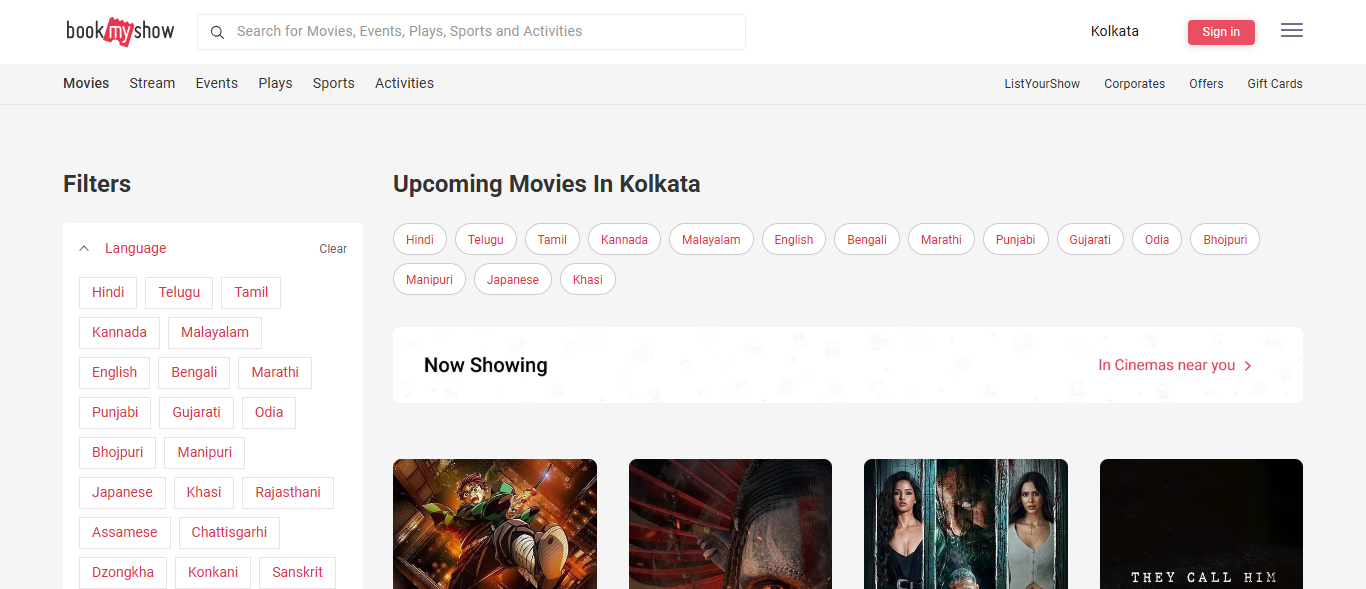 bookmyshow
Search for Movies, Events, Plays, Sports and Activities
Kolkata
Sign in
Movies Stream Events Plays Sports Activities
ListYourShow Corporates Offers Gift Cards
Filters
Language Clear
Hindi Telugu Tamil
Kannada Malayalam
English Bengali Marathi
Punjabi Gujarati Odia
Bhojpuri Manipuri
Japanese Khasi Rajasthani
Assamese Chattisgarhi
Dzongkha Konkani Sanskrit
Upcoming Movies In Kolkata
Hindi Telugu Tamil Kannada Malayalam English Bengali Marathi Punjabi Gujarati Odia Bhojpuri
Manipuri Japanese Khasi
Now Showing
In Cinemas near you
THEY CALL HIM